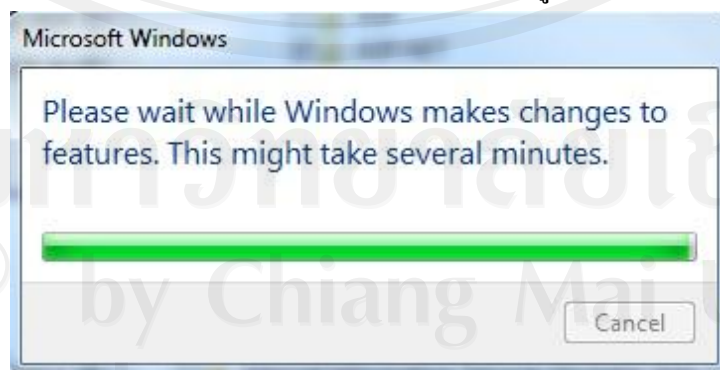 Microsoft Windows
Please wait while Windows makes changes to
features. This might take several minutes.
by Chiang Mai
Cancel